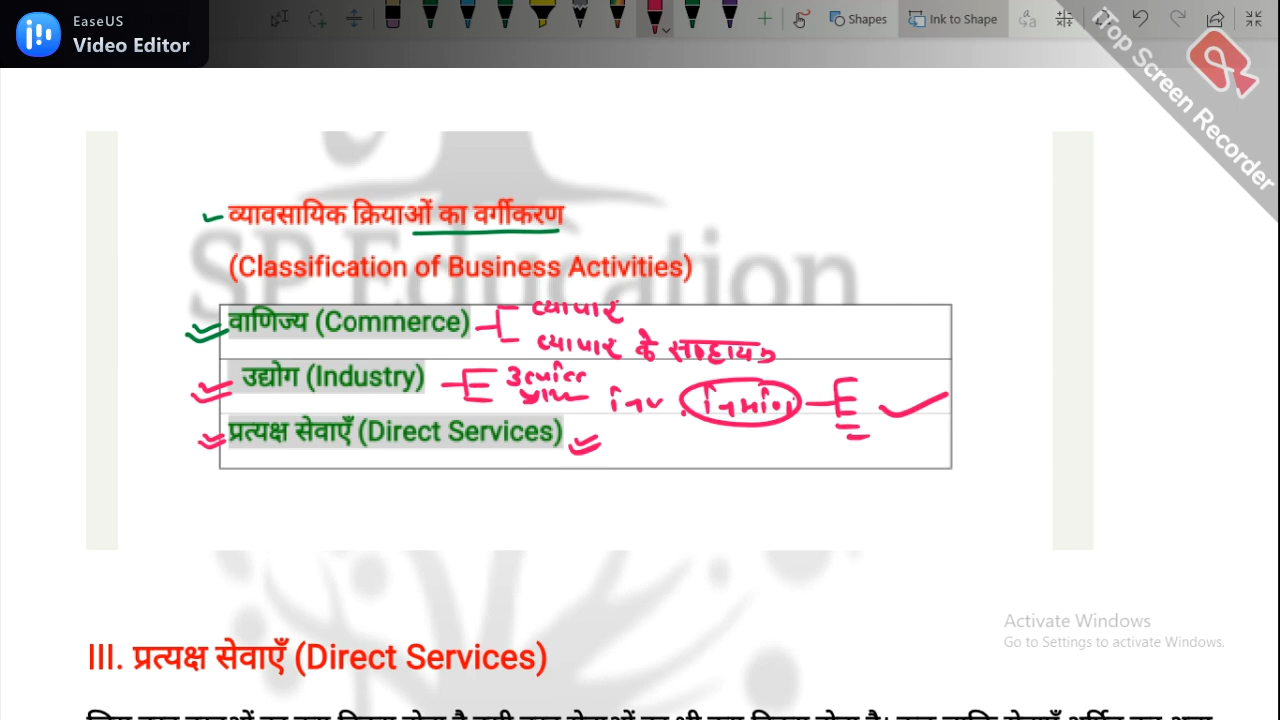 EaseUS
Video Editor
Shapes
Ink to Shape
iTop Screen Recorder
व्यावसायिक क्रियाओं का वर्गीकरण
(Classification of Business Activities)
SP Education
वाणिज्य (Commerce)
व्यापार
व्यापार के सहायक
उद्योग (Industry)
प्रत्यक्ष सेवाएँ (Direct Services)
Activate Windows
Go to Settings to activate Windows.
III. प्रत्यक्ष सेवाएँ (Direct Services)